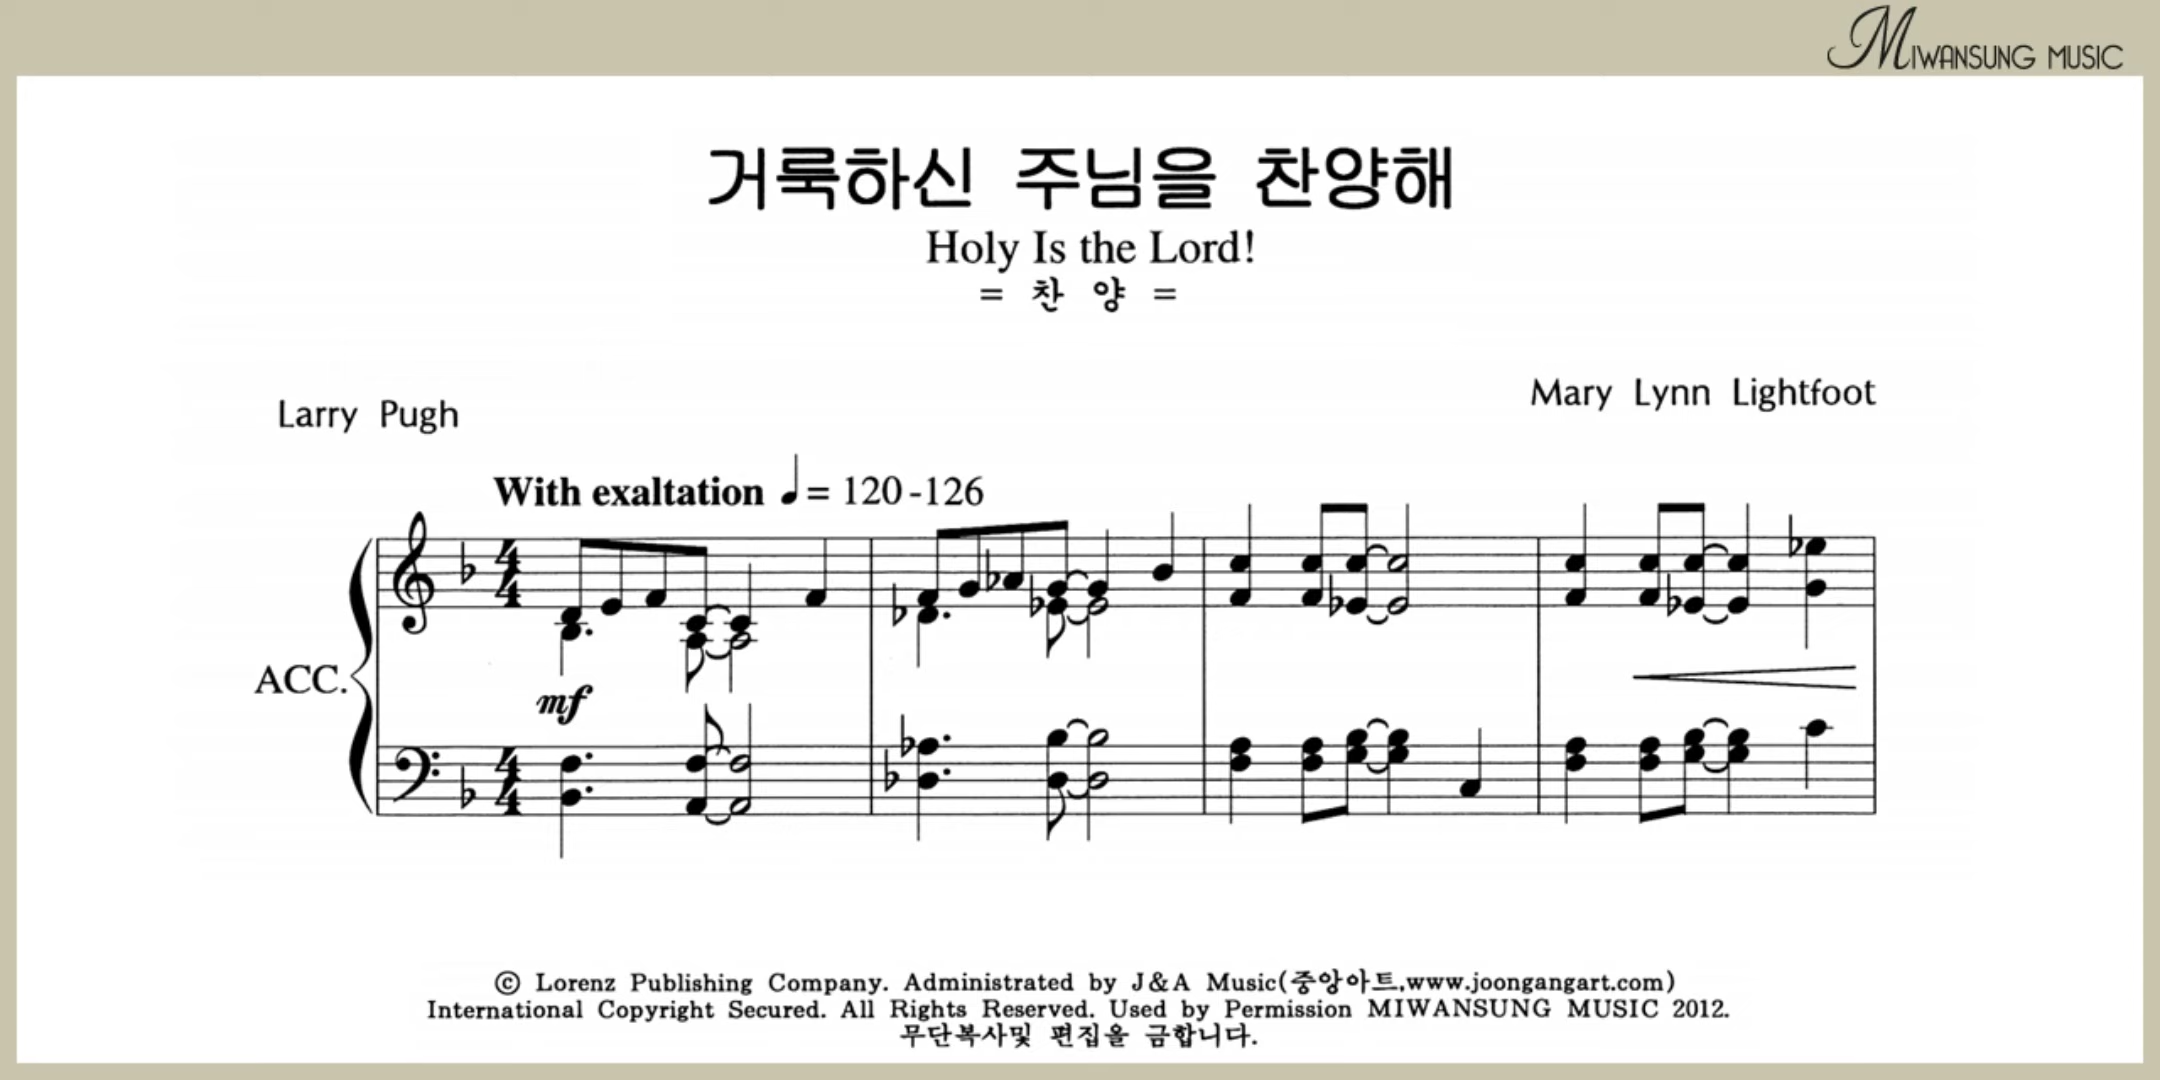 MIWANSUNG MUSIC
거룩하신 주님을 찬양해
Holy Is the Lord!
= 찬 양 =
Larry Pugh
Mary Lynn Lightfoot
With exaltation ♩= 120-126
ACC.
mf
© Lorenz Publishing Company. Administrated by J&A Music(중앙아트,www.joongangart.com)
International Copyright Secured. All Rights Reserved. Used by Permission MIWANSUNG MUSIC 2012.
무단복사및 편집을 금합니다.